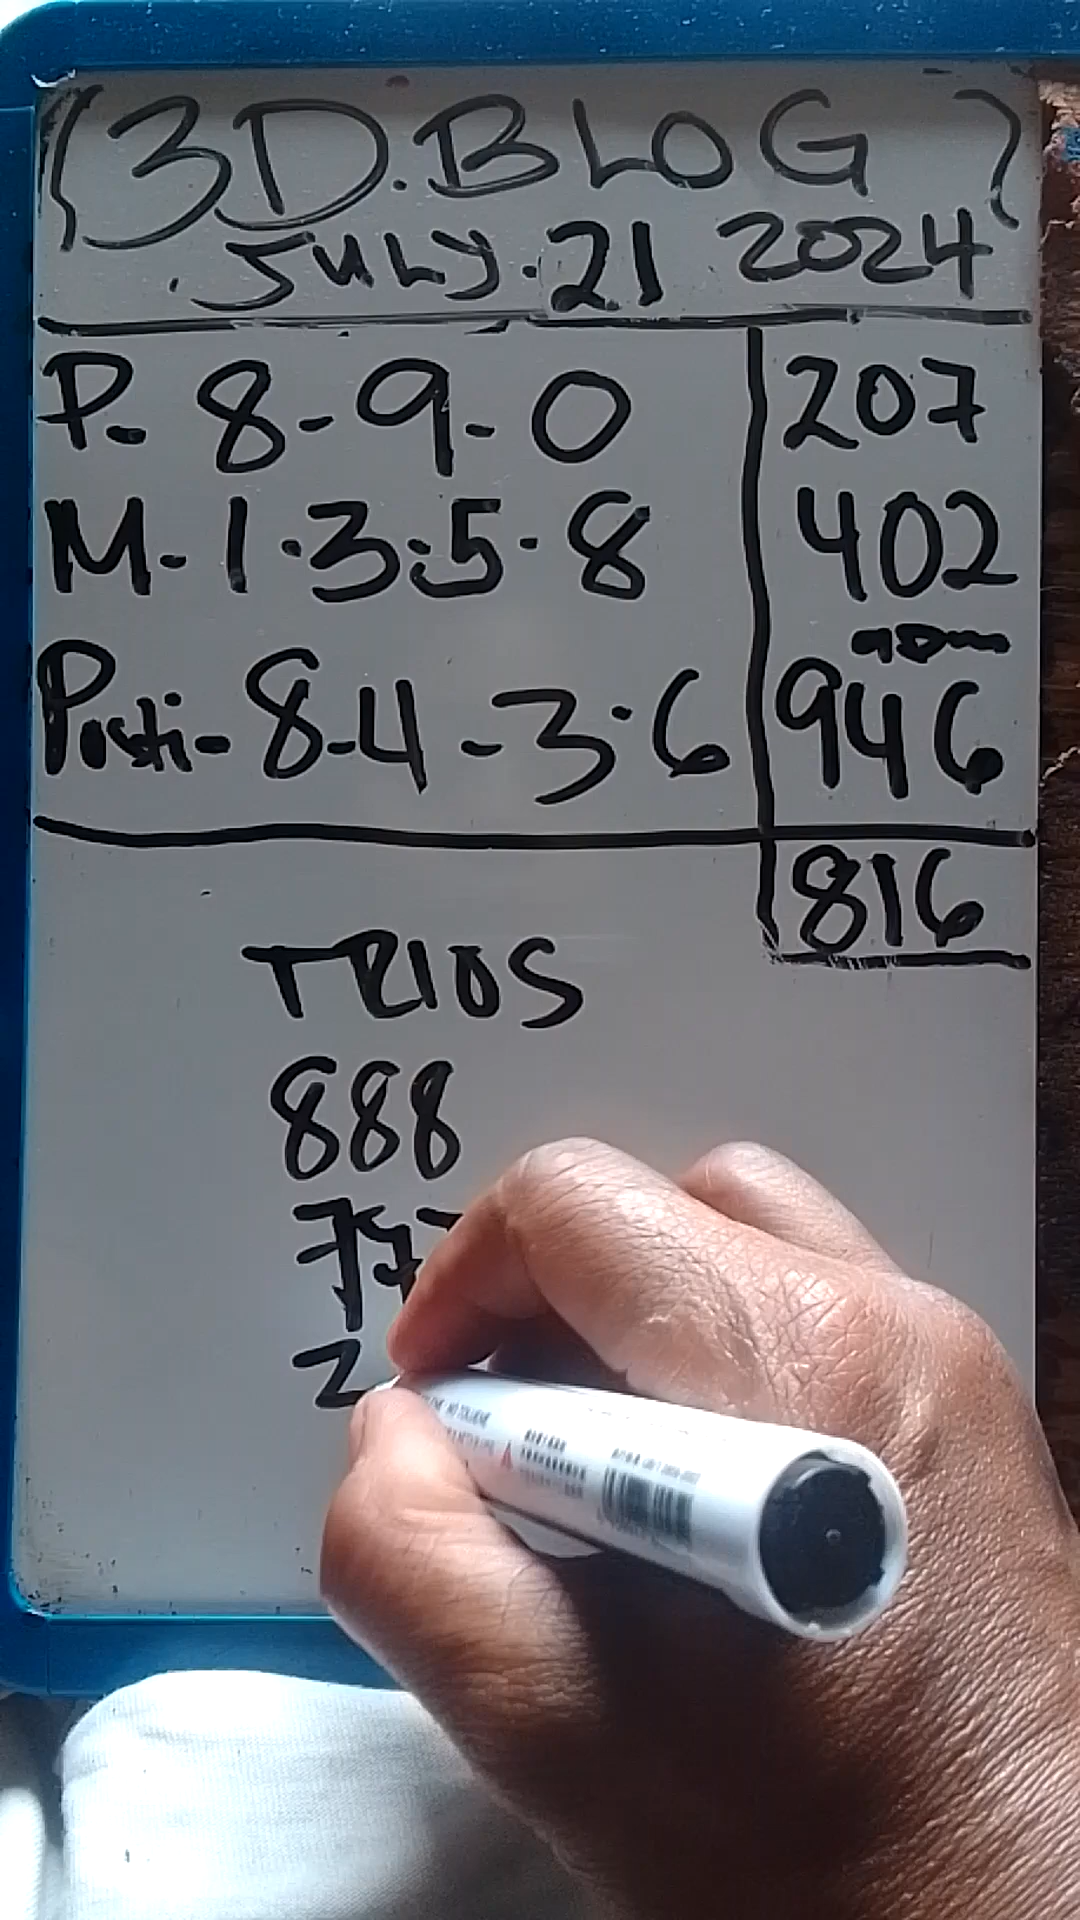 (3D.BLOG)
JULY.21 2024
P. 8-9-0 207
M-1.3.5.8 402
Posti-8-4-3.6 946
816
TRIOS
888